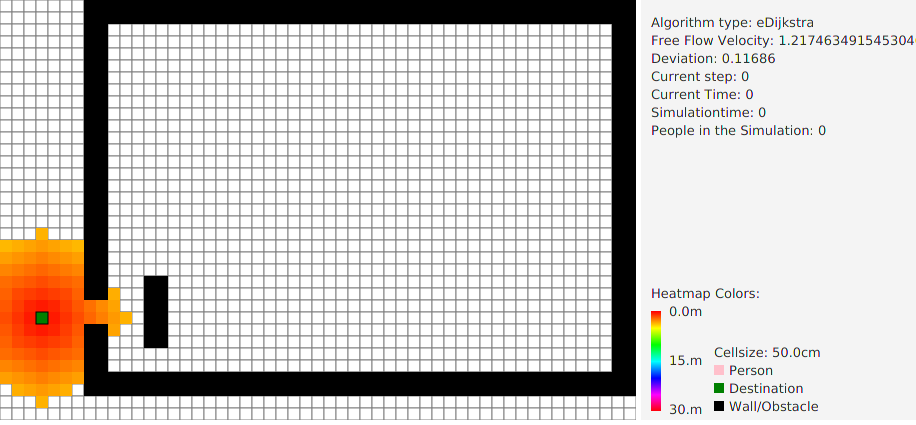 Algorithm type: eDijkstra
Free Flow Velocity: 1.217463491545304
Deviation: 0.11686
Current step: 0
Current Time: 0
Simulationtime: 0
People in the Simulation: 0
Heatmap Colors:
0.0m
15.m
30.m
Cellsize: 50.0cm
Person
Destination
Wall/Obstacle